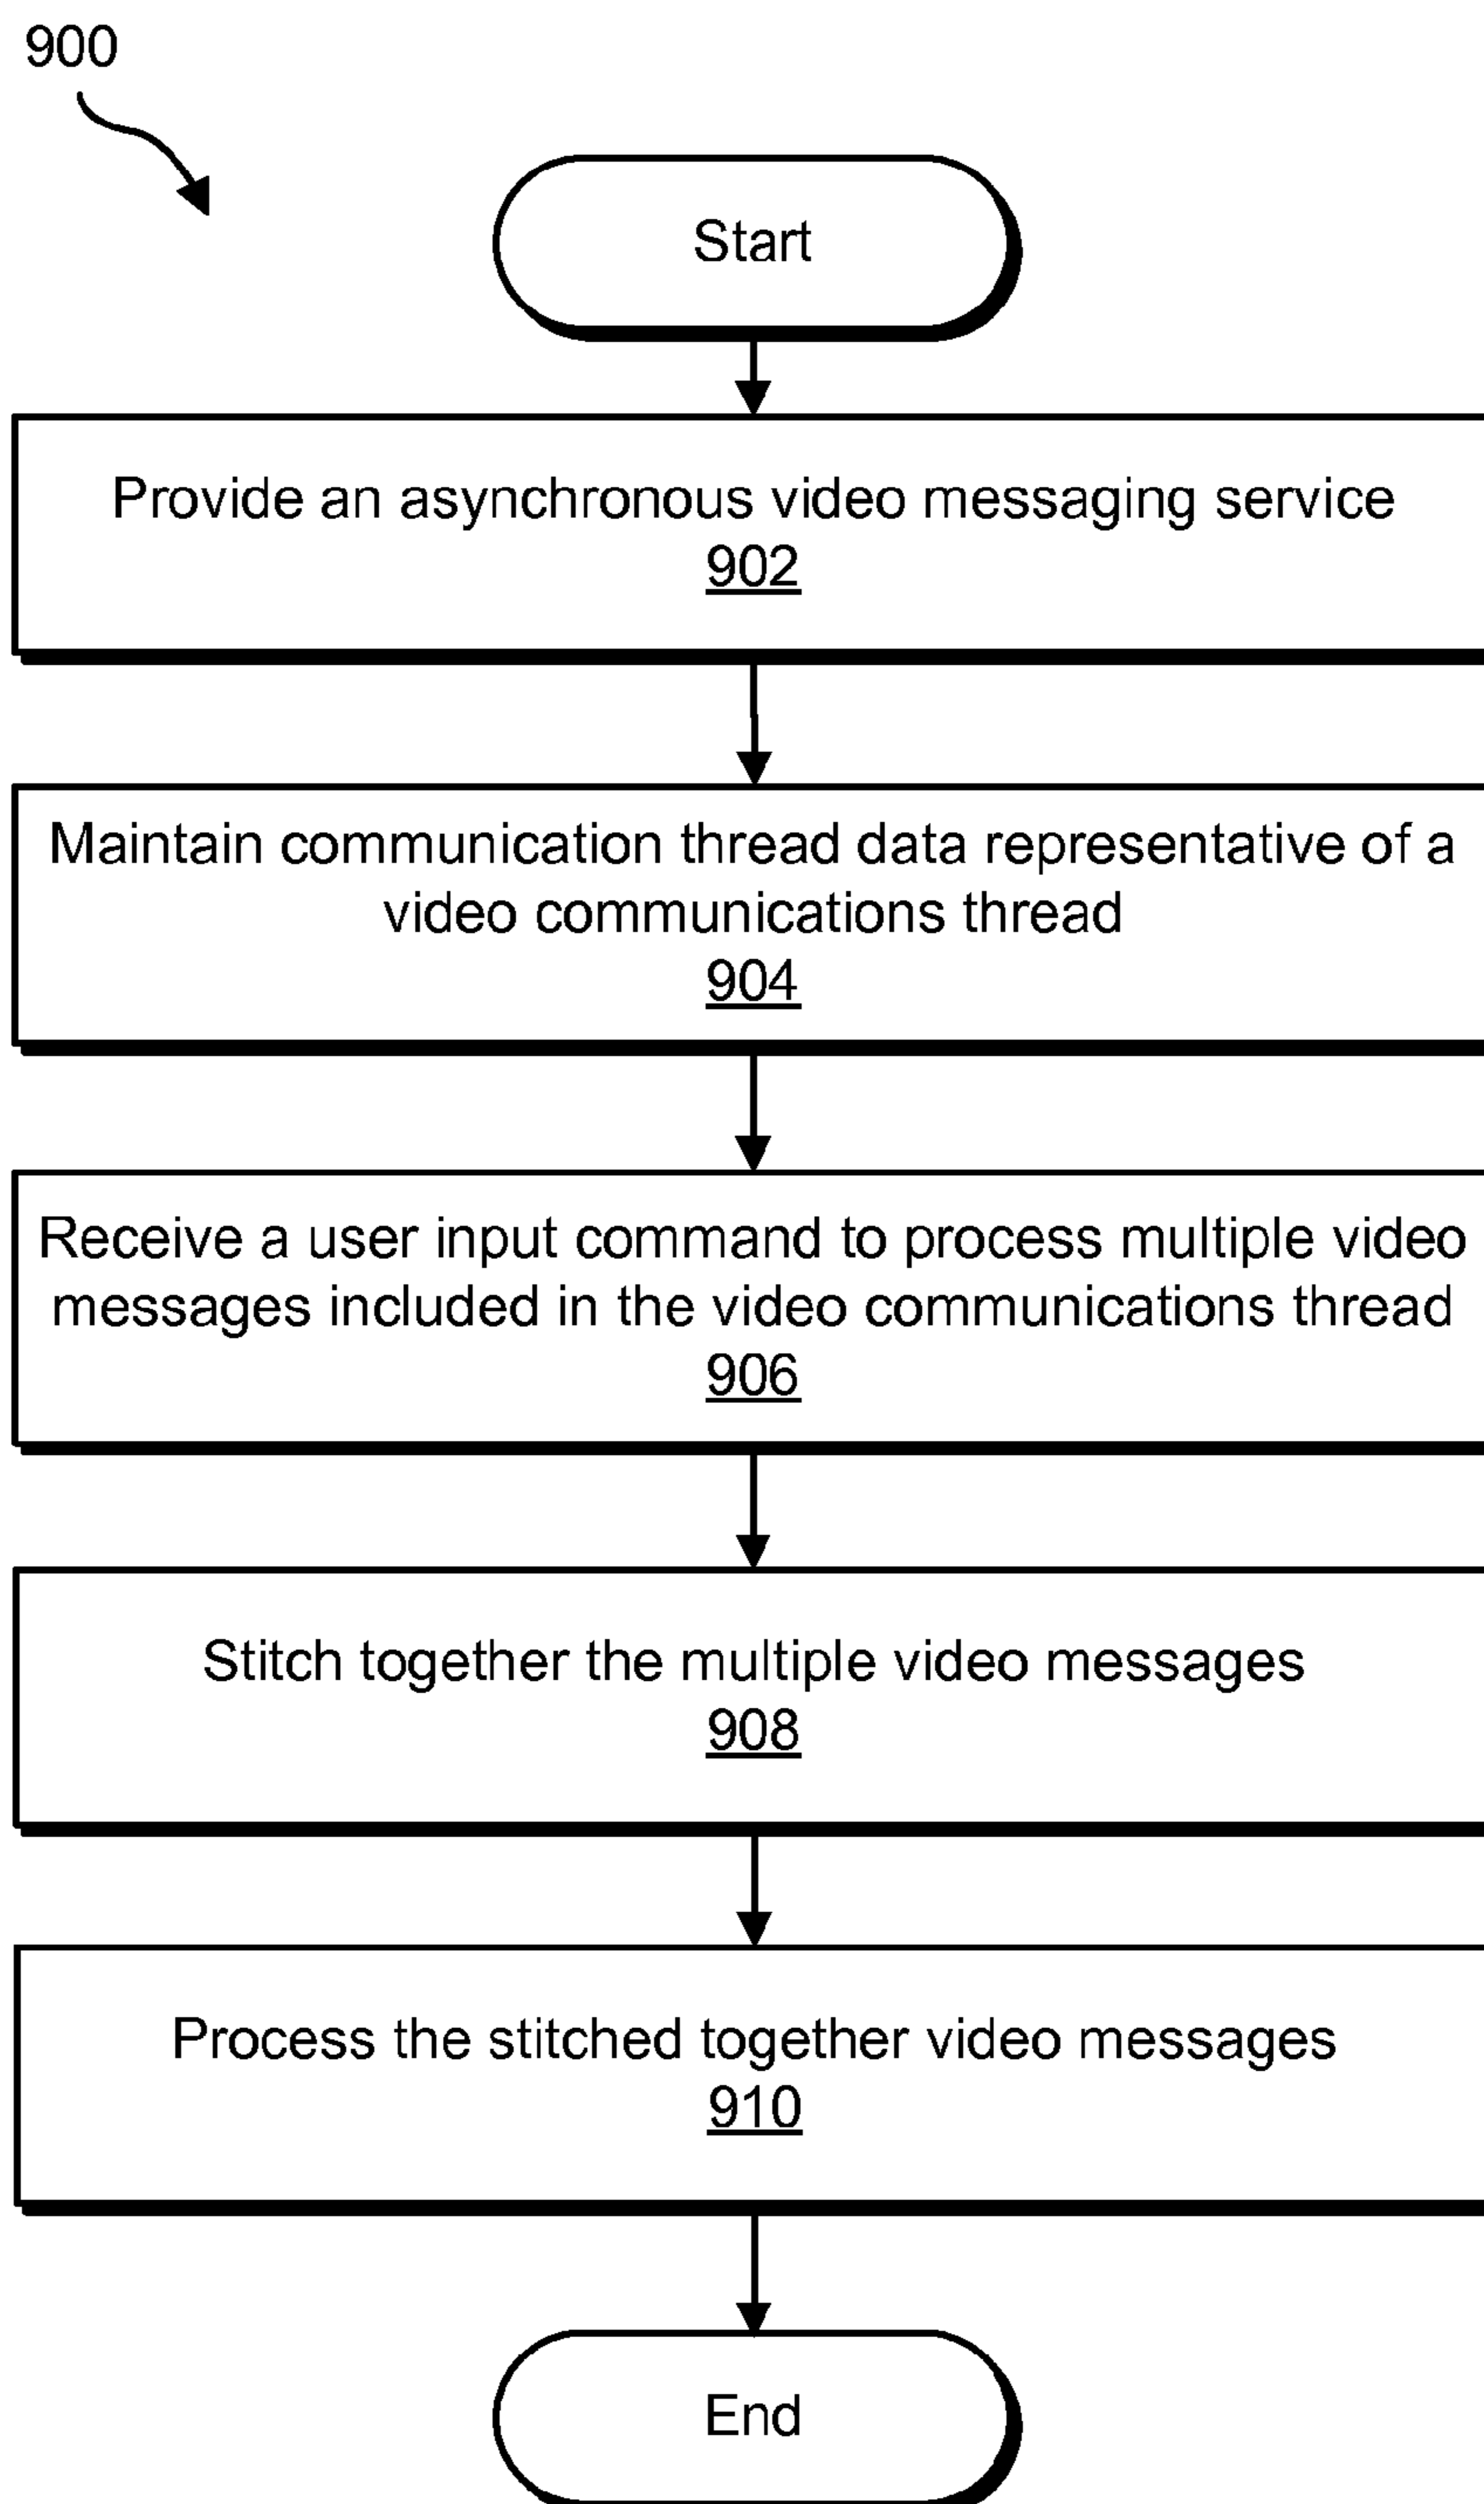 900
Start
Provide an asynchronous video messaging service
902
Maintain communication thread data representative of a
video communications thread
904
Receive a user input command to process multiple video
messages included in the video communications thread
906
Stitch together the multiple video messages
908
Process the stitched together video messages
910
End